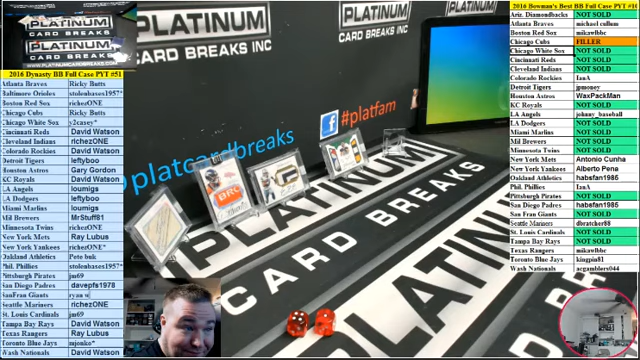 PLATINUM
CARD BREAKS INC
PLATINUM
CARD BREAKS INC
2016 Dynasty BB Full Case PYT #51
Atlanta Braves Ricky Butts
Baltimore Orioles stolenbases1957*
Boston Red Sox richezONE
Chicago Cubs Ricky Butts
Chicago White Sox y2casey*
Cincinnati Reds David Watson
Cleveland Indians richezONE
Colorado Rockies David Watson
Detroit Tigers leftyboo
Houston Astros Gary Gordon
KC Royals David Watson
LA Angels loumigs
LA Dodgers leftyboo
Miami Marlins loumigs
Mil Brewers MrStuff81
Minnesota Twins richezONE
New York Mets Ray Lubus
New York Yankees richezONE*
Oakland Athletics Pete buk
Phil. Phillies stolenbases1957*
Pittsburgh Pirates jm69
San Diego Padres davepfs1978
SanFran Giants ryan w
Seattle Mariners richezONE
St. Louis Cardinals jm69
Tampa Bay Rays David Watson
Texas Rangers Ray Lubus
Toronto Blue Jays mjonko*
Wash Nationals David Watson
PLATINUM
CARD BREAKS INC
PLATINUM
CARD BREAKS INC
#platfam
platinumcardbreaks
PLATINUM
CARD BREAKS
2016 Bowman's Best BB Full Case PYT #10
Ariz. Diamondbacks NOT SOLD
Atlanta Braves michael cullum
Boston Red Sox mikawlbbc
Chicago Cubs FILLER
Chicago White Sox NOT SOLD
Cincinnati Reds NOT SOLD
Cleveland Indians NOT SOLD
Colorado Rockies IanA
Detroit Tigers jpmoney
Houston Astros WaxPackMan
KC Royals NOT SOLD
LA Angels johnny_baseball
LA Dodgers NOT SOLD
Miami Marlins NOT SOLD
Mil Brewers NOT SOLD
Minnesota Twins NOT SOLD
New York Mets Antonio Cunha
New York Yankees Alberto Pena
Oakland Athletics habsfan1985
Phil. Phillies IanA
Pittsburgh Pirates NOT SOLD
San Diego Padres habsfan1985
San Fran Giants NOT SOLD
Seattle Mariners dbratcher88
St. Louis Cardinals NOT SOLD
Tampa Bay Rays NOT SOLD
Texas Rangers mikawlbbc
Toronto Blue Jays kingpin81
Wash Nationals acgamblers044